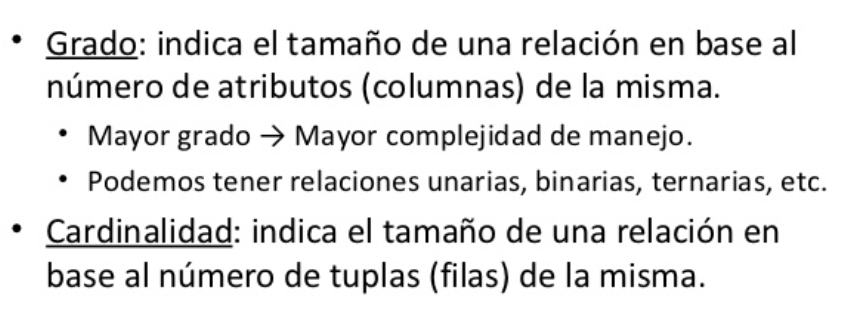 • Grado: indica el tamaño de una relación en base al
número de atributos (columnas) de la misma.
• Mayor grado → Mayor complejidad de manejo.
• Podemos tener relaciones unarias, binarias, ternarias, etc.
• Cardinalidad: indica el tamaño de una relación en
base al número de tuplas (filas) de la misma.